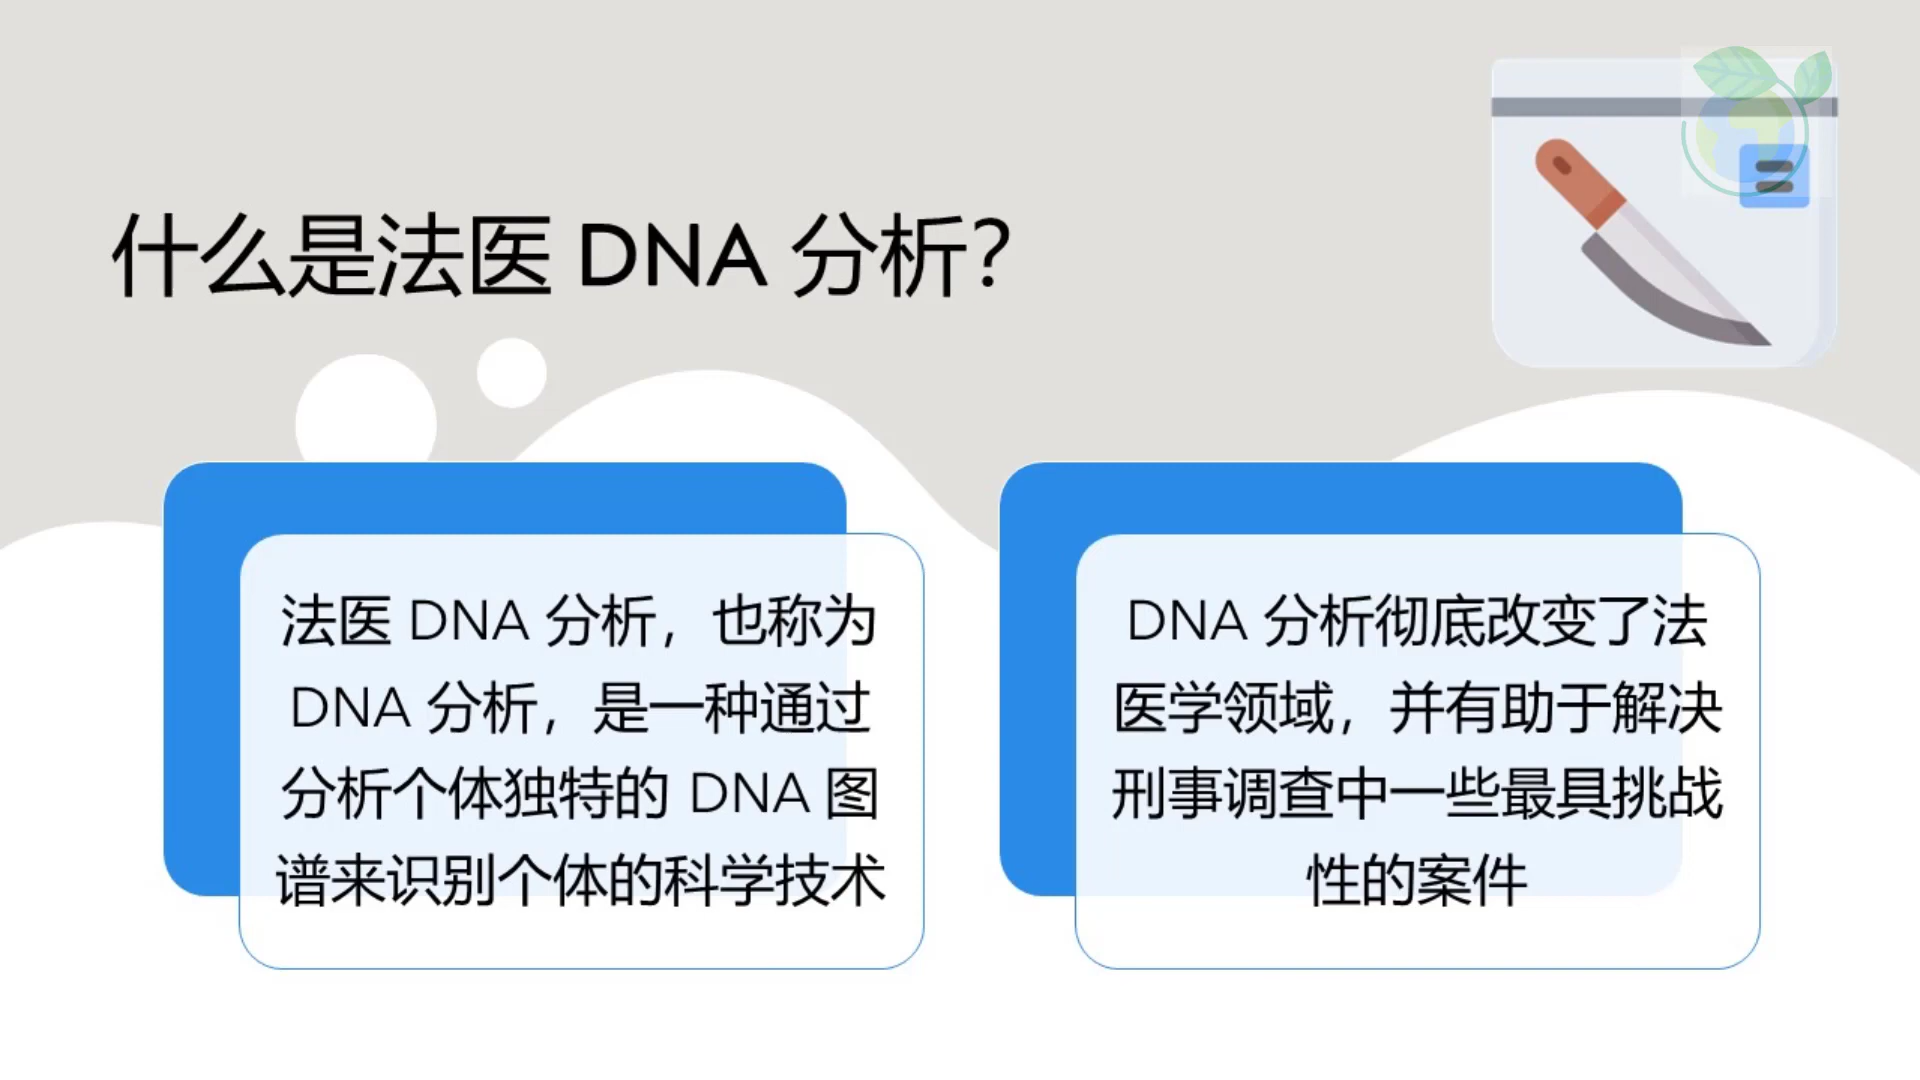 什么是法医 DNA 分析？
法医 DNA 分析，也称为
DNA 分析，是一种通过
分析个体独特的 DNA 图
谱来识别个体的科学技术
DNA 分析彻底改变了法
医学领域，并有助于解决
刑事调查中一些最具挑战
性的案件